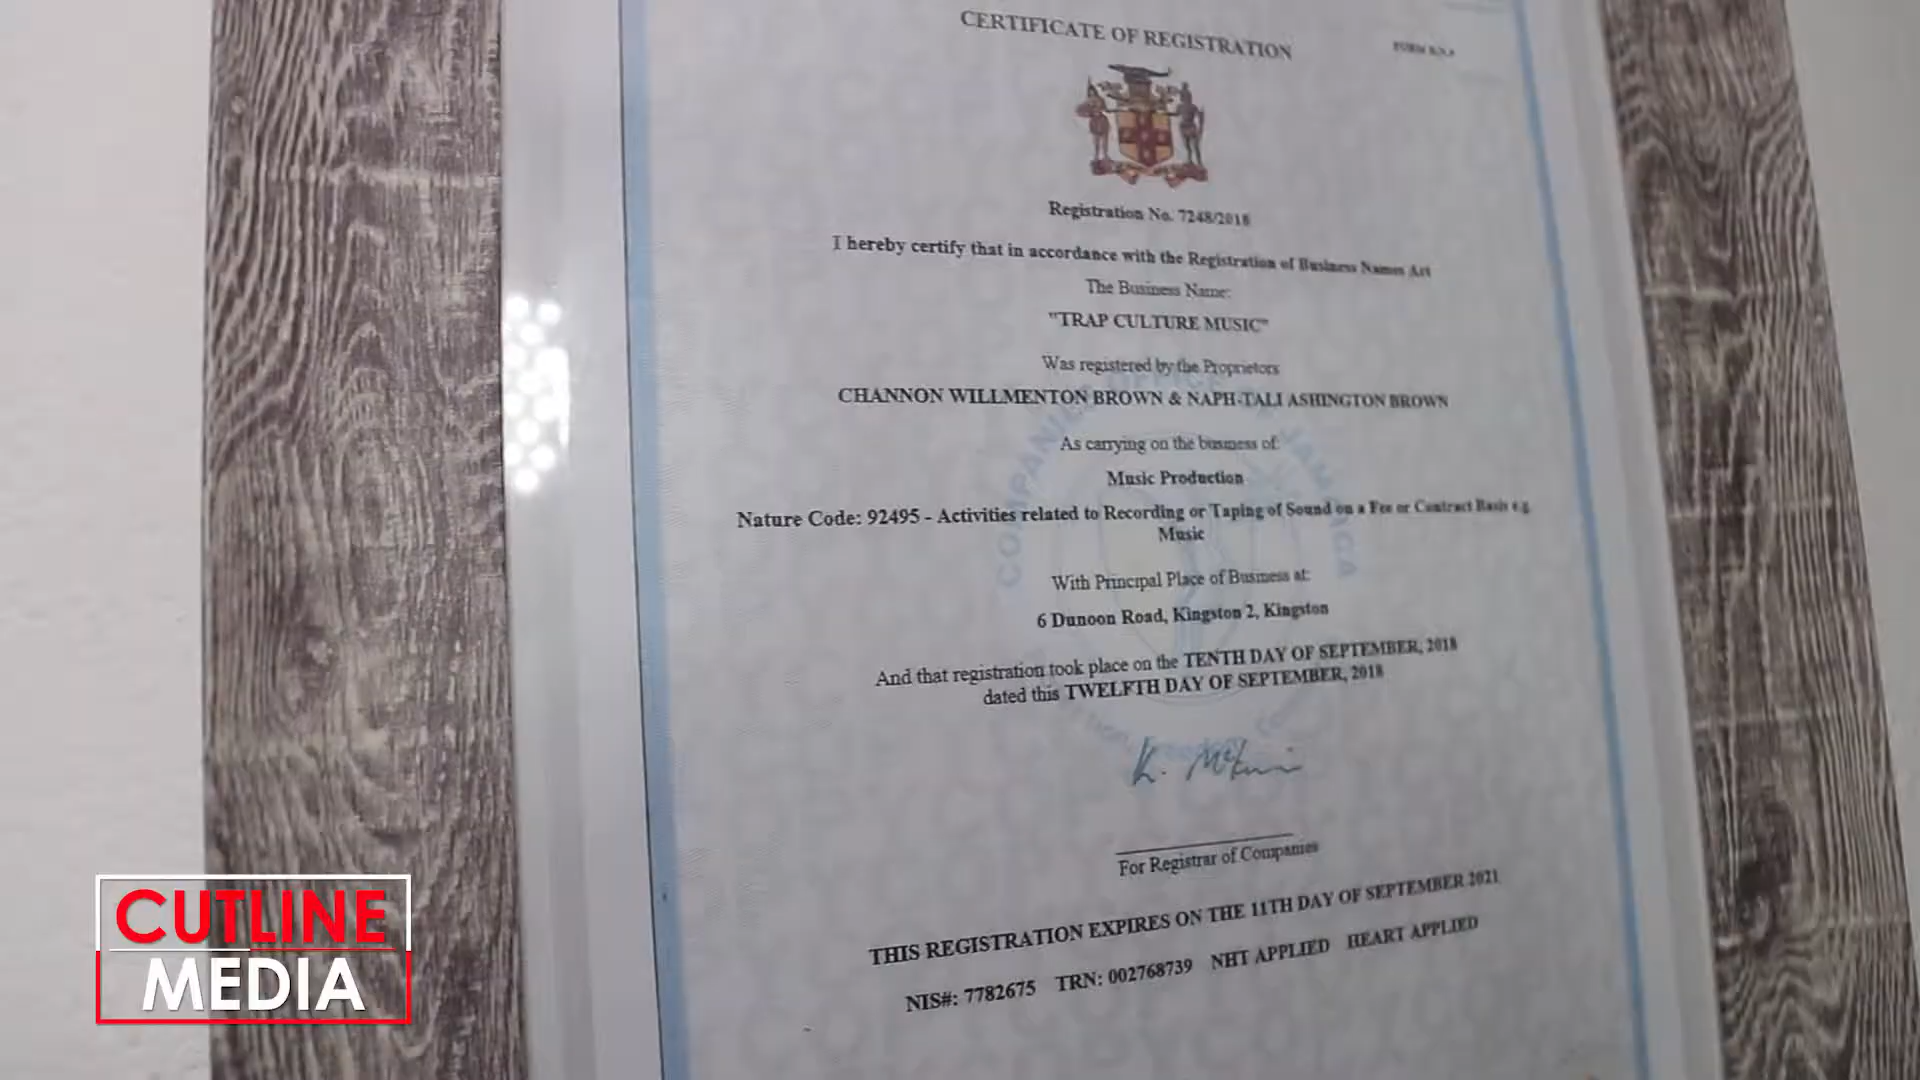 CERTIFICATE OF REGISTRATION
Registration No. 7248/2018
I hereby certify that in accordance with the Registration of Business Names Act
The Business Name:
"TRAP CULTURE MUSIC"
Was registered by the Proprietors
CHANNON WILLMENTON BROWN & NAPH-TALI ASHINGTON BROWN
As carrying on the business of:
Music Production
Nature Code: 92495 - Activities related to Recording or Taping of Sound on a Fee or Contract Basis e.g.
Music
With Principal Place of Business at:
6 Dunoon Road, Kingston 2, Kingston
And that registration took place on the TENTH DAY OF SEPTEMBER, 2018
dated this TWELFTH DAY OF SEPTEMBER, 2018
COMPANIES OFFICE JAMAICA
For Registrar of Companies
THIS REGISTRATION EXPIRES ON THE 11TH DAY OF SEPTEMBER 2021
NIS#: 7782675 TRN: 002768739 NHT APPLIED HEART APPLIED
CUTLINE
MEDIA